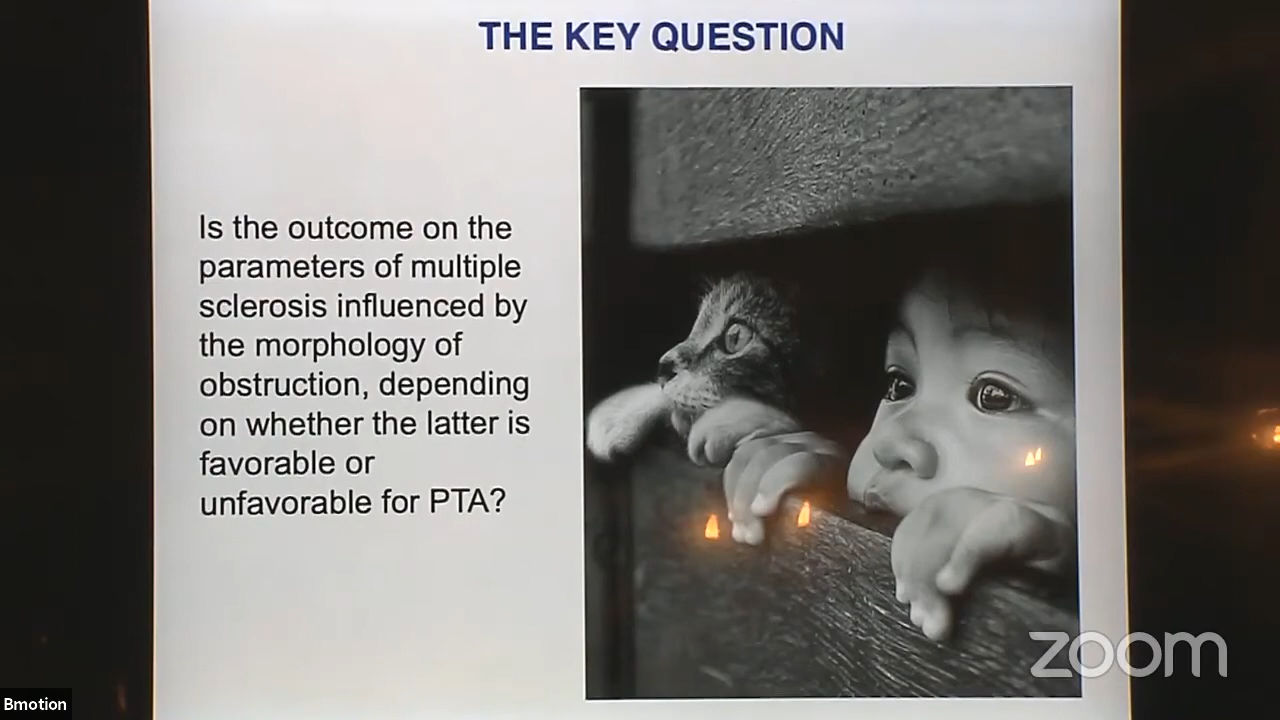 THE KEY QUESTION
Is the outcome on the
parameters of multiple
sclerosis influenced by
the morphology of
obstruction, depending
on whether the latter is
favorable or
unfavorable for PTA?
zoom
Bmotion